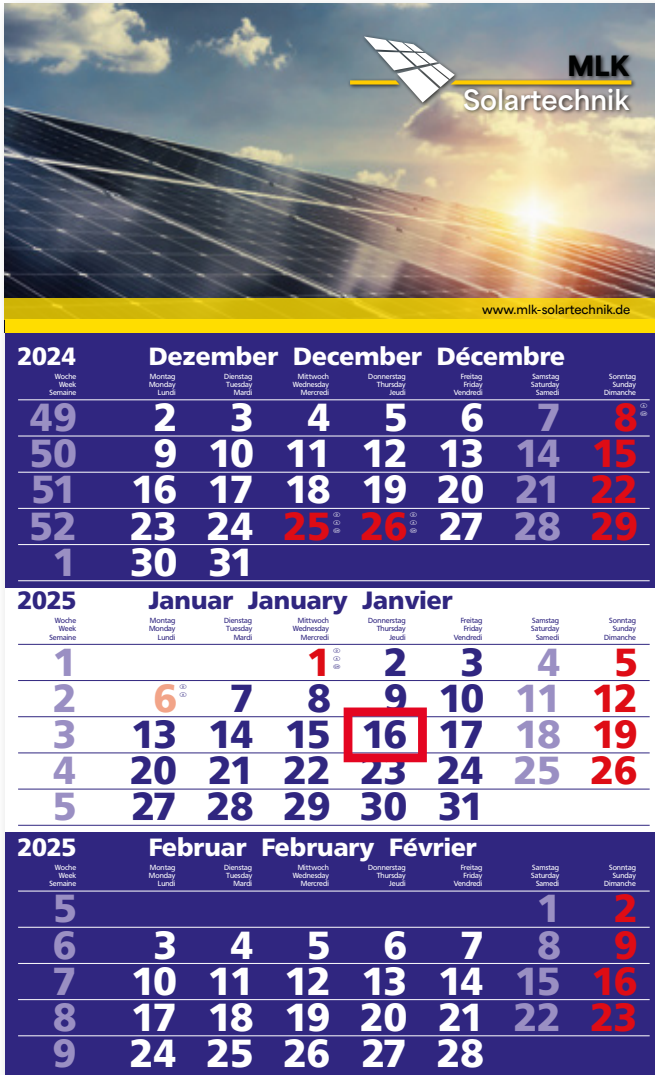 MLK
Solartechnik
www.mlk-solartechnik.de
2024 Dezember December Décembre
Woche Montag Dienstag Mittwoch Donnerstag Freitag Samstag Sonntag
Week Monday Tuesday Wednesday Thursday Friday Saturday Sunday
Semaine Lundi Mardi Mercredi Jeudi Vendredi Samedi Dimanche
49 2 3 4 5 6 7 8
50 9 10 11 12 13 14 15
51 16 17 18 19 20 21 22
52 23 24 25 26 27 28 29
1 30 31
2025 Januar January Janvier
Woche Montag Dienstag Mittwoch Donnerstag Freitag Samstag Sonntag
Week Monday Tuesday Wednesday Thursday Friday Saturday Sunday
Semaine Lundi Mardi Mercredi Jeudi Vendredi Samedi Dimanche
1 1 2 3 4 5
2 6 7 8 9 10 11 12
3 13 14 15 16 17 18 19
4 20 21 22 23 24 25 26
5 27 28 29 30 31
2025 Februar February Février
Woche Montag Dienstag Mittwoch Donnerstag Freitag Samstag Sonntag
Week Monday Tuesday Wednesday Thursday Friday Saturday Sunday
Semaine Lundi Mardi Mercredi Jeudi Vendredi Samedi Dimanche
5 1 2
6 3 4 5 6 7 8 9
7 10 11 12 13 14 15 16
8 17 18 19 20 21 22 23
9 24 25 26 27 28